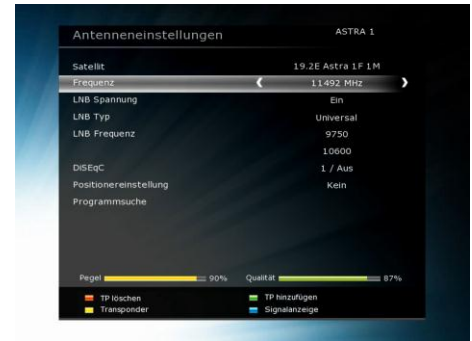 Antenneneinstellungen ASTRA 1
Satellit 19.2E Astra 1F 1M
Frequenz 11492 MHz
LNB Spannung Ein
LNB Typ Universal
LNB Frequenz 9750
10600
DiSEqC 1 / Aus
Positionereinstellung Kein
Programmsuche
Pegel 90% Qualität 87%
TP löschen TP hinzufügen
Transponder Signalanzeige